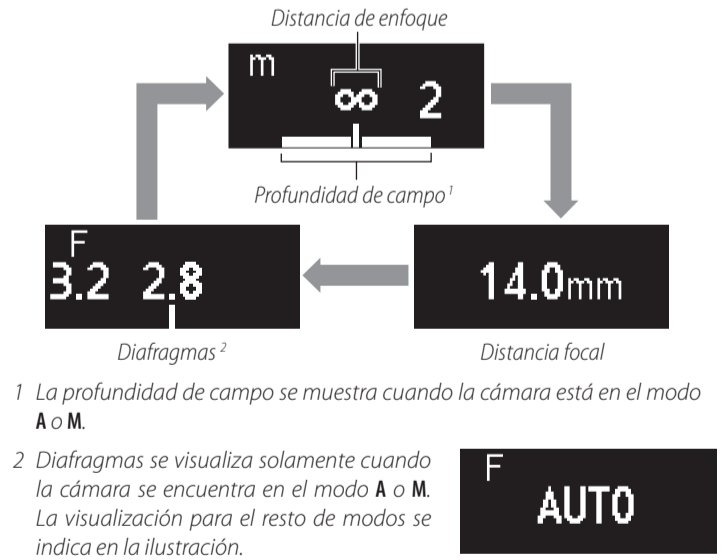 Distancia de enfoque
m
∞ 2
Profundidad de campo 1
F
3.2 2.8
14.0mm
Diafragmas 2
Distancia focal
1 La profundidad de campo se muestra cuando la cámara está en el modo
A o M.
2 Diafragmas se visualiza solamente cuando
la cámara se encuentra en el modo A o M.
La visualización para el resto de modos se
indica en la ilustración.
F
AUTO